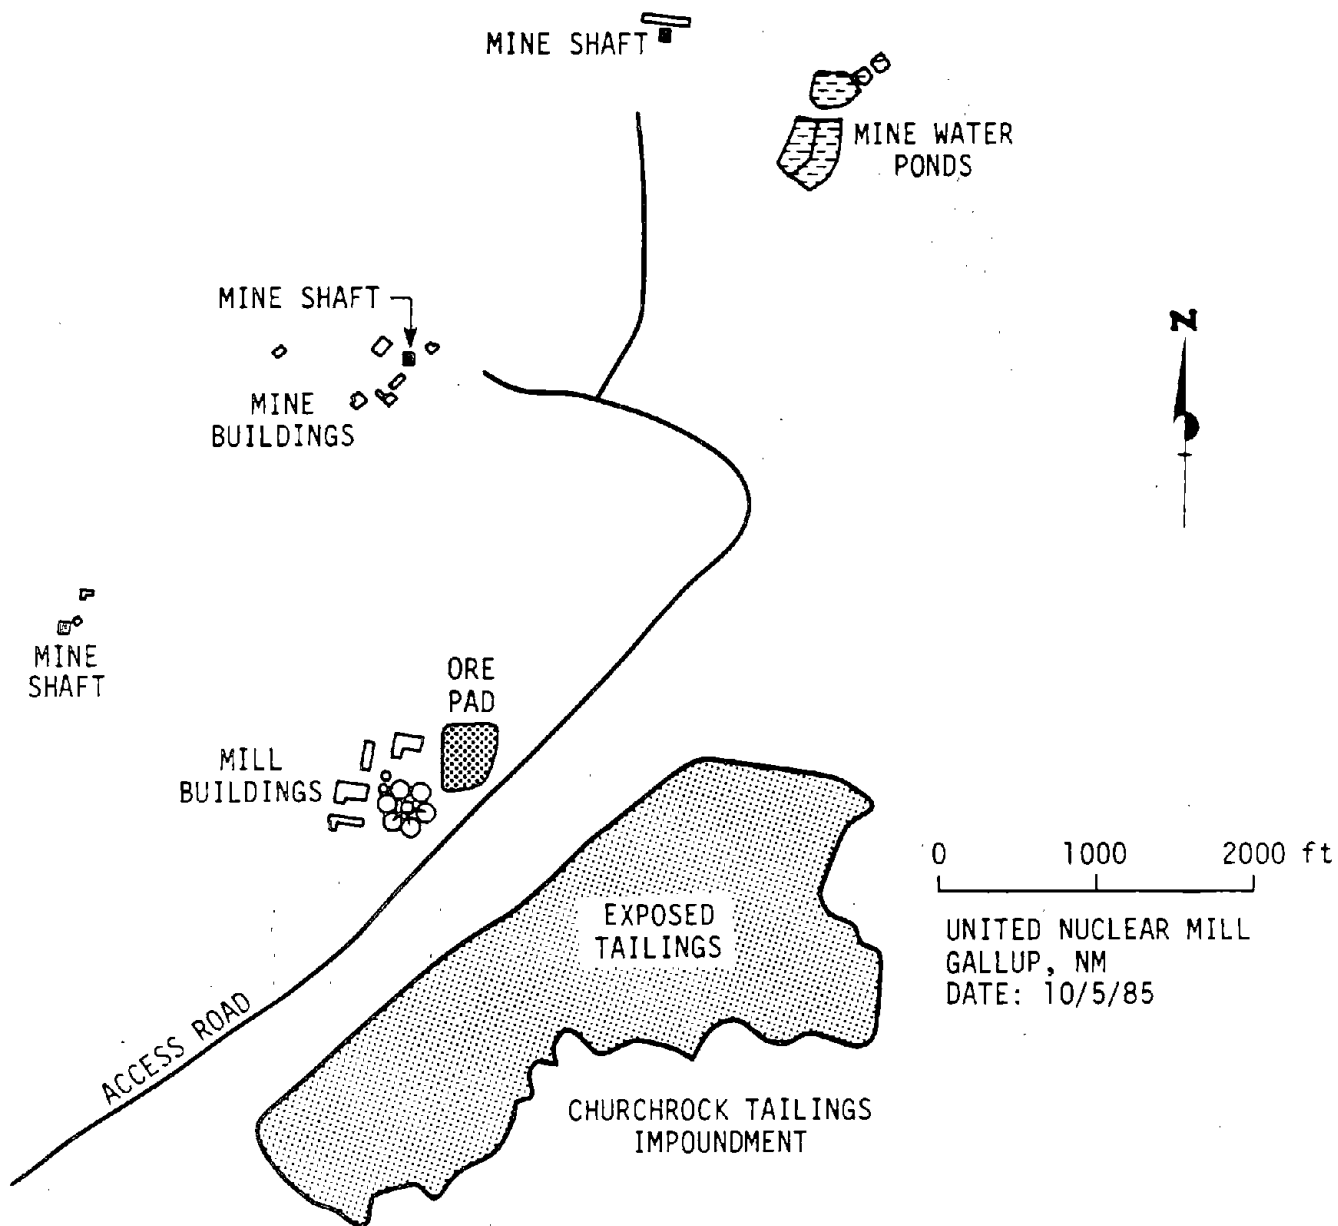 MINE SHAFT
MINE WATER
PONDS
MINE SHAFT
N
MINE
BUILDINGS
MINE
SHAFT
ORE
PAD
MILL
BUILDINGS
0 1000 2000 ft
EXPOSED
TAILINGS
UNITED NUCLEAR MILL
GALLUP, NM
DATE: 10/5/85
ACCESS ROAD
CHURCHROCK TAILINGS
IMPOUNDMENT